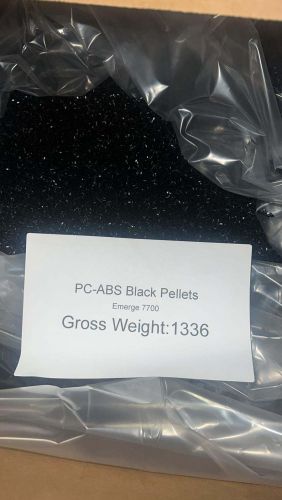 PC-ABS Black Pellets
Emerge 7700
Gross Weight:1336